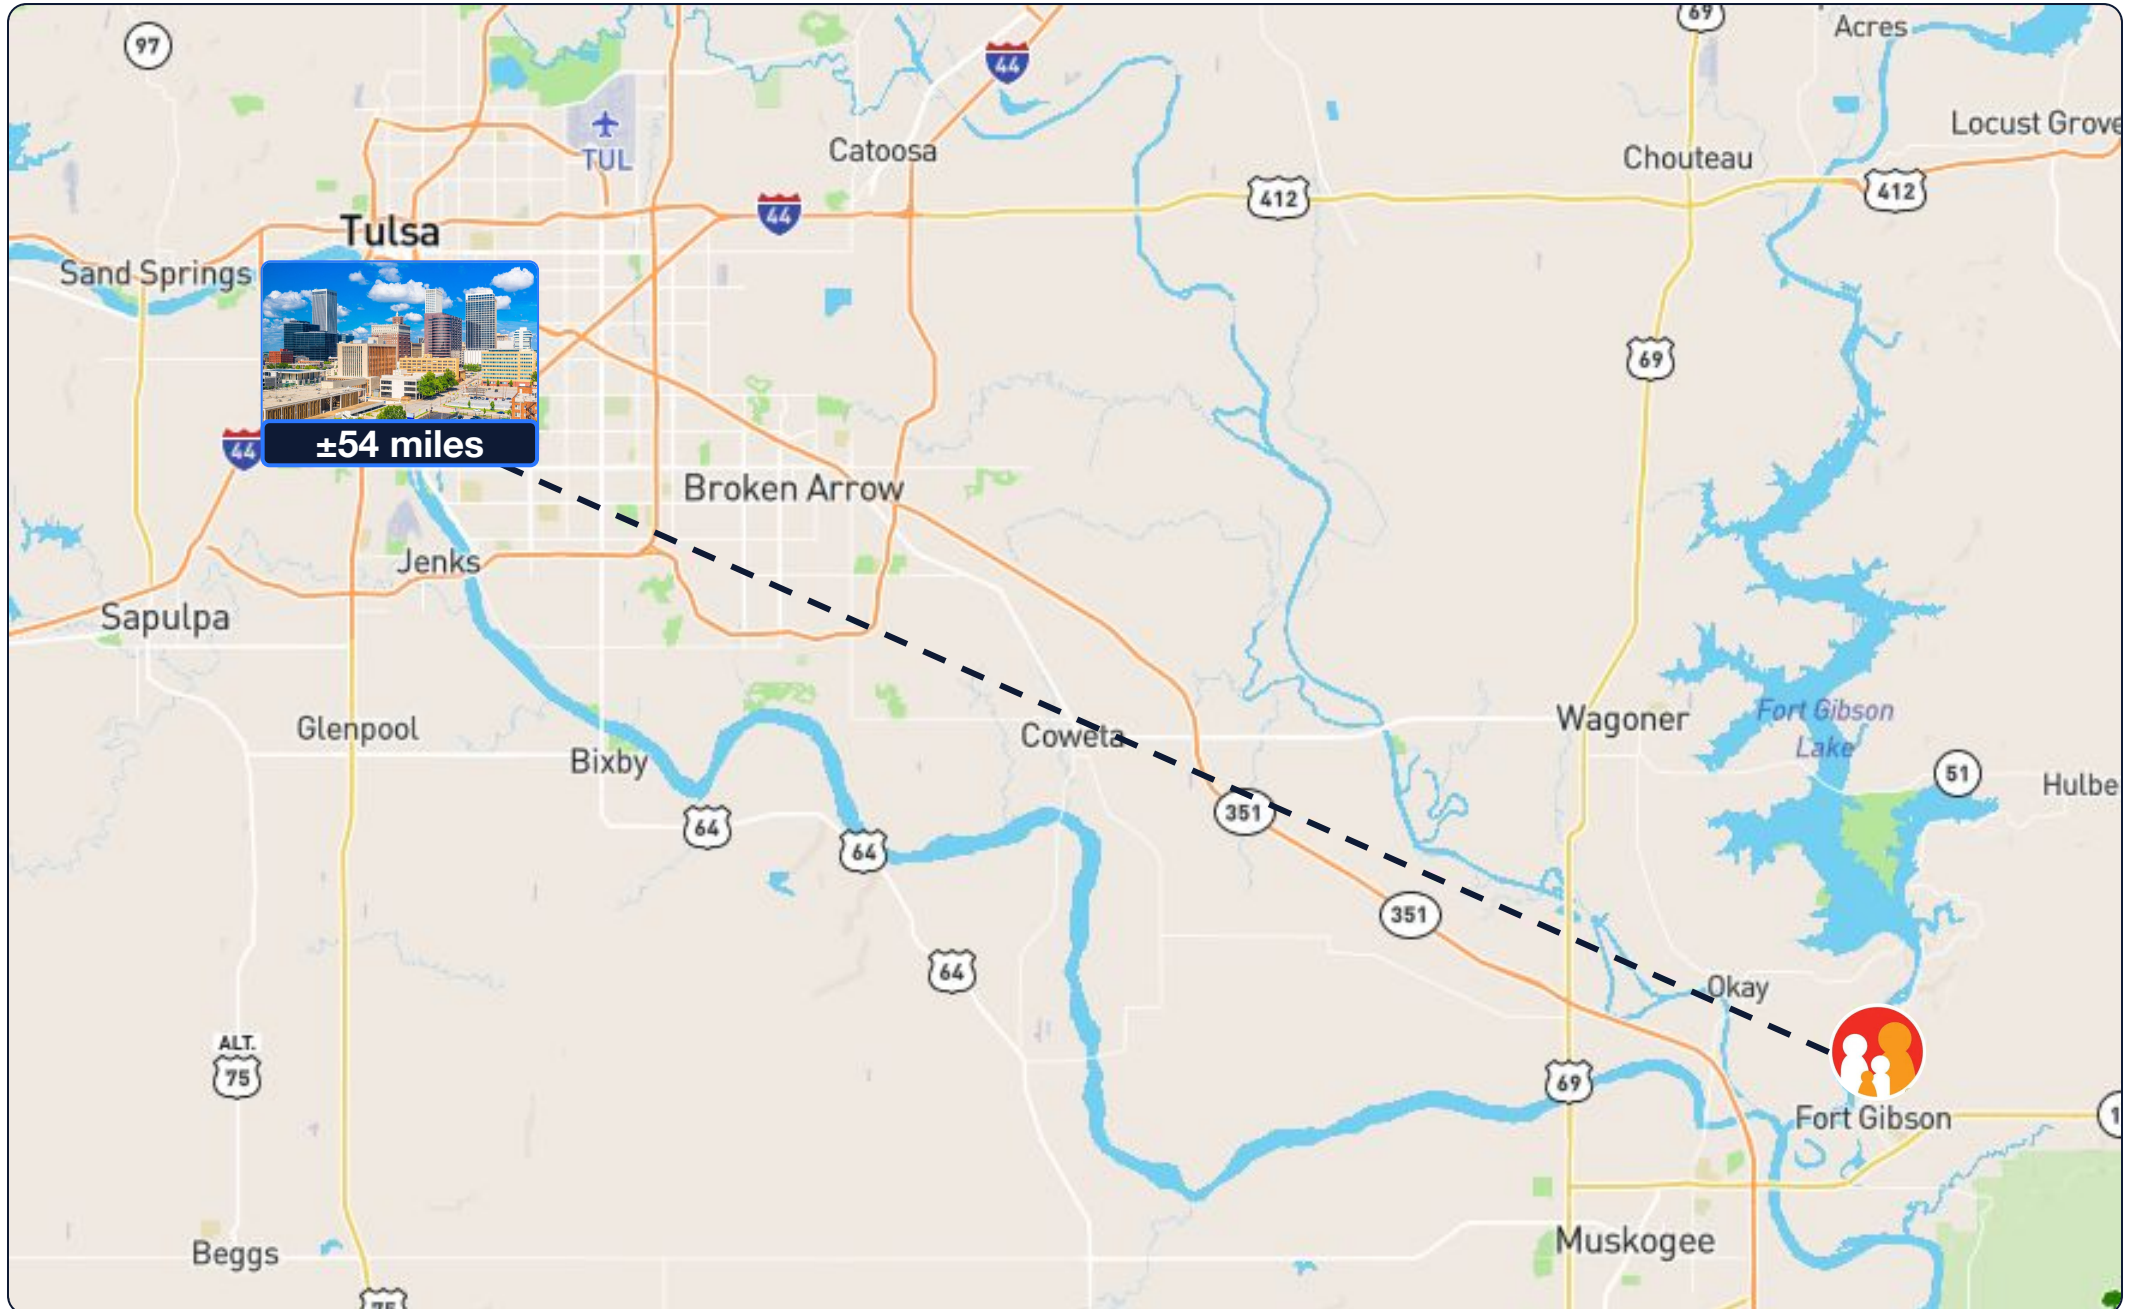 97
69
Acres
44
Locust Grove
TUL
Catoosa
Chouteau
412
412
44
Tulsa
Sand Springs
69
44
±54 miles
Broken Arrow
Jenks
Sapulpa
Wagoner
Fort Gibson
Lake
Glenpool
Coweta
Bixby
51
Hulbe
351
64
64
351
64
Okay
ALT.
75
69
Fort Gibson
1
Muskogee
Beggs
75